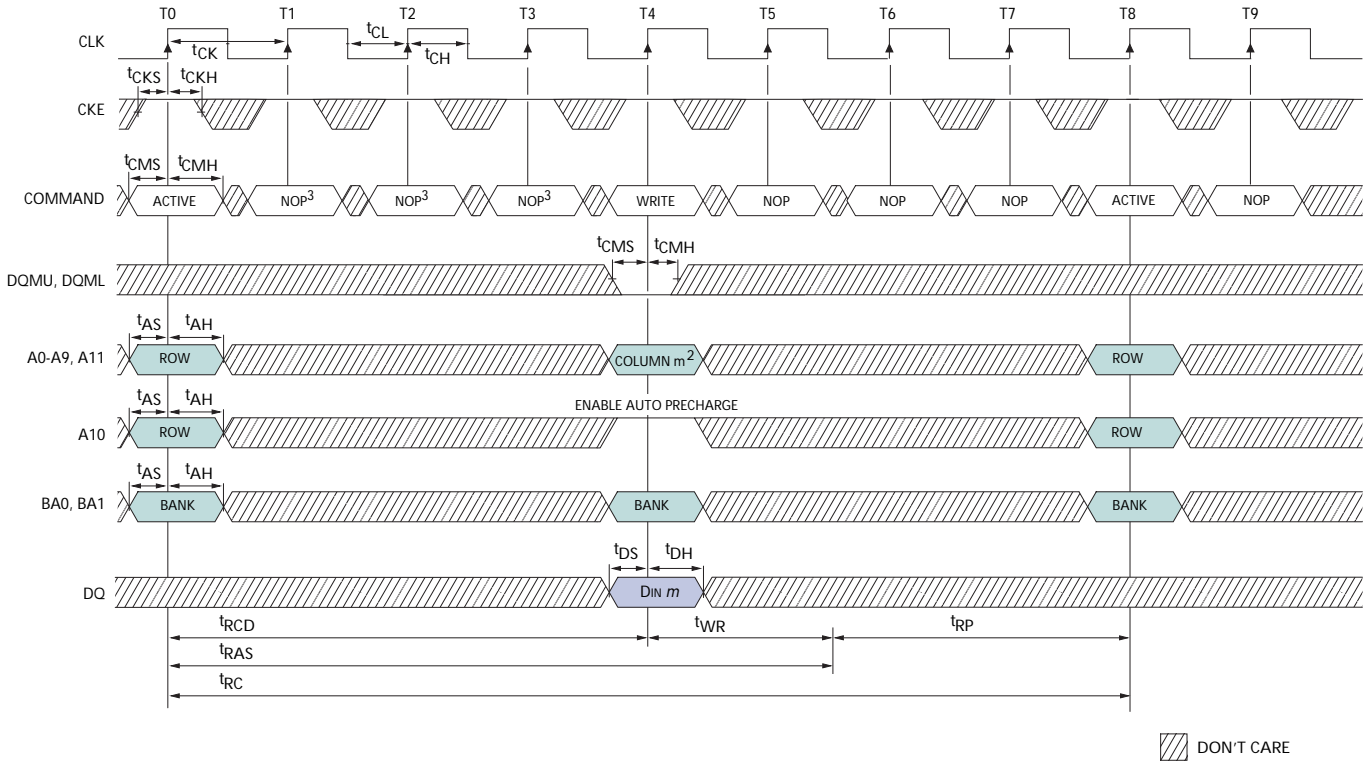 T0 T1 T2 T3 T4 T5 T6 T7 T8 T9
CLK
tCK tCL tCH
tCKS tCKH
CKE
tCMS tCMH
COMMAND ACTIVE NOP3 NOP3 NOP3 WRITE NOP NOP NOP ACTIVE NOP
tCMS tCMH
DQMU, DQML
tAS tAH
A0-A9, A11 ROW COLUMN m2 ROW
tAS tAH ENABLE AUTO PRECHARGE
A10 ROW ROW
tAS tAH
BA0, BA1 BANK BANK BANK
tDS tDH
DQ DIN m
tRCD tWR tRP
tRAS
tRC
DON'T CARE